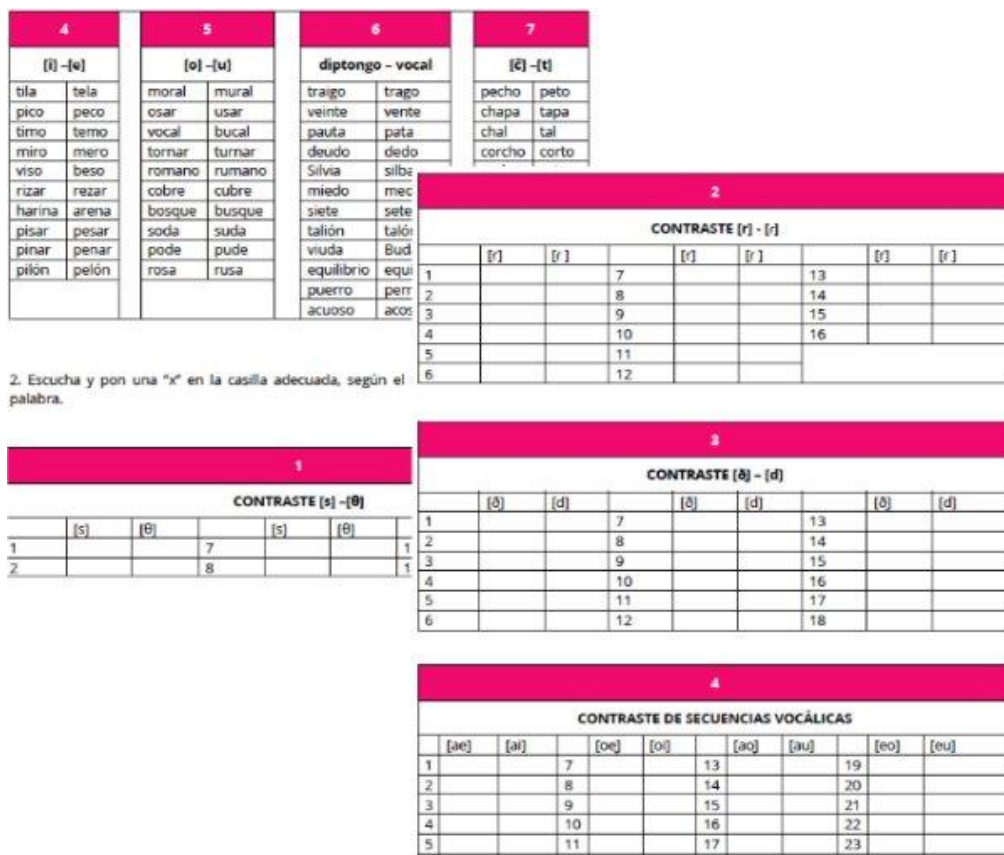 4 5 6 7
[i] –[e] [o] –[u] diptongo – vocal [č] –[t]
tila tela moral mural traigo trago pecho peto
pico peco osar usar veinte vente chapa tapa
timo temo vocal bucal pauta pata chal tal
miro mero tornar turnar deudo dedo corcho corto
viso beso romano rumano Silvia
rizar rezar cobre cubre miedo
harina arena bosque busque siete sete
pisar pesar soda suda talión
pinar penar pode pude viuda
pilón pelón rosa rusa equilibrio
puerro
acuoso
2
CONTRASTE [r] - [ɾ]
[r] [ɾ ] [r] [ɾ ] [r] [ɾ ]
1 7 13
2 8 14
3 9 15
4 10 16
5 11
6 12
2. Escucha y pon una “x” en la casilla adecuada, según el
palabra.
1
CONTRASTE [s] –[θ]
[s] [θ] [s] [θ]
1 7
2 8
3
CONTRASTE [ð] – [d]
[ð] [d] [ð] [d] [ð] [d]
1 7 13
2 8 14
3 9 15
4 10 16
5 11 17
6 12 18
4
CONTRASTE DE SECUENCIAS VOCÁLICAS
[ae] [ai] [oe] [oi] [ao] [au] [eo] [eu]
1 7 13 19
2 8 14 20
3 9 15 21
4 10 16 22
5 11 17 23